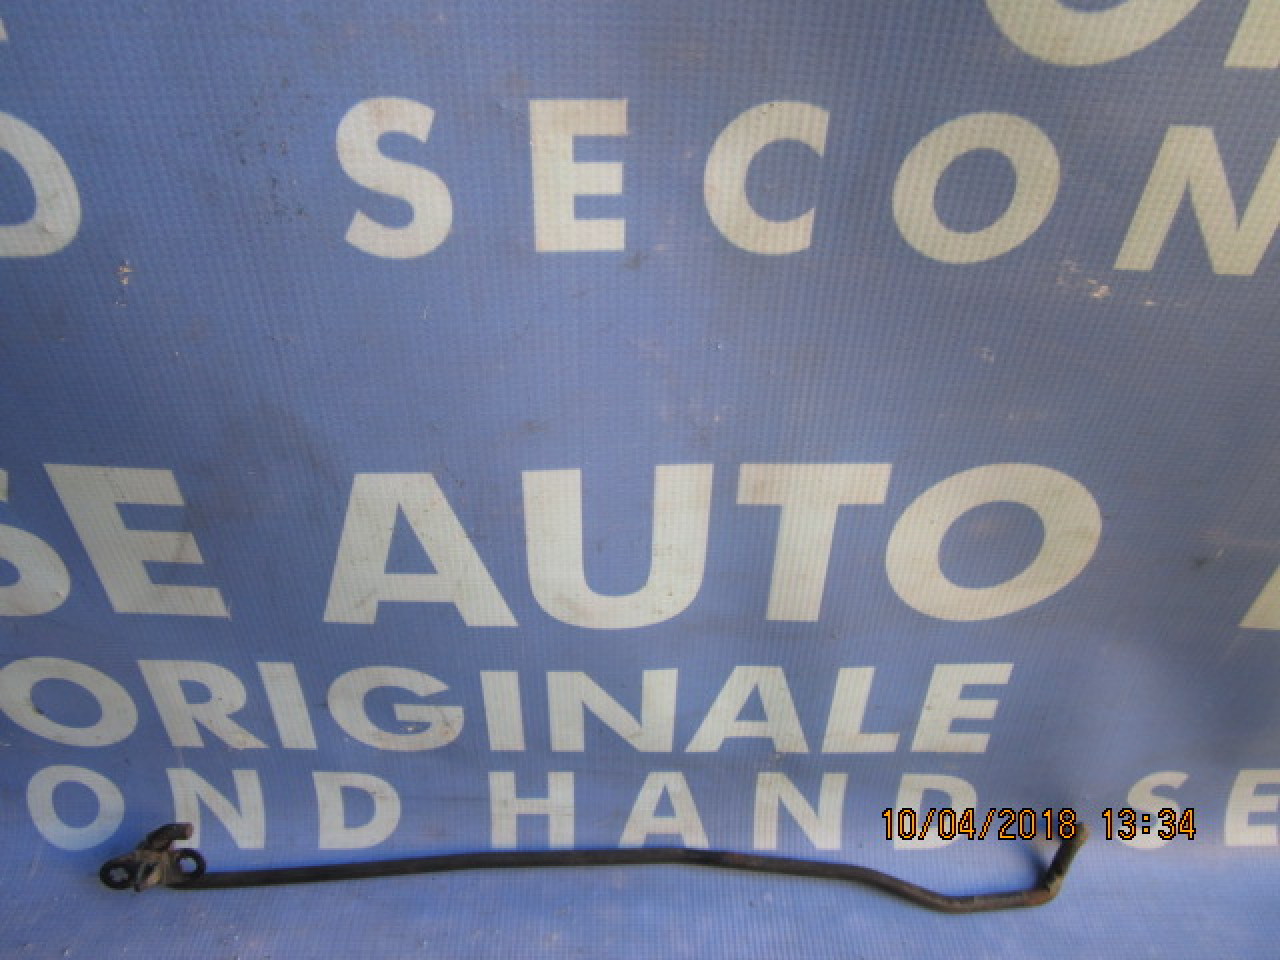 SECON
SE AUTO
ORIGINALE
OND HAND SE
10/04/2018 13:34